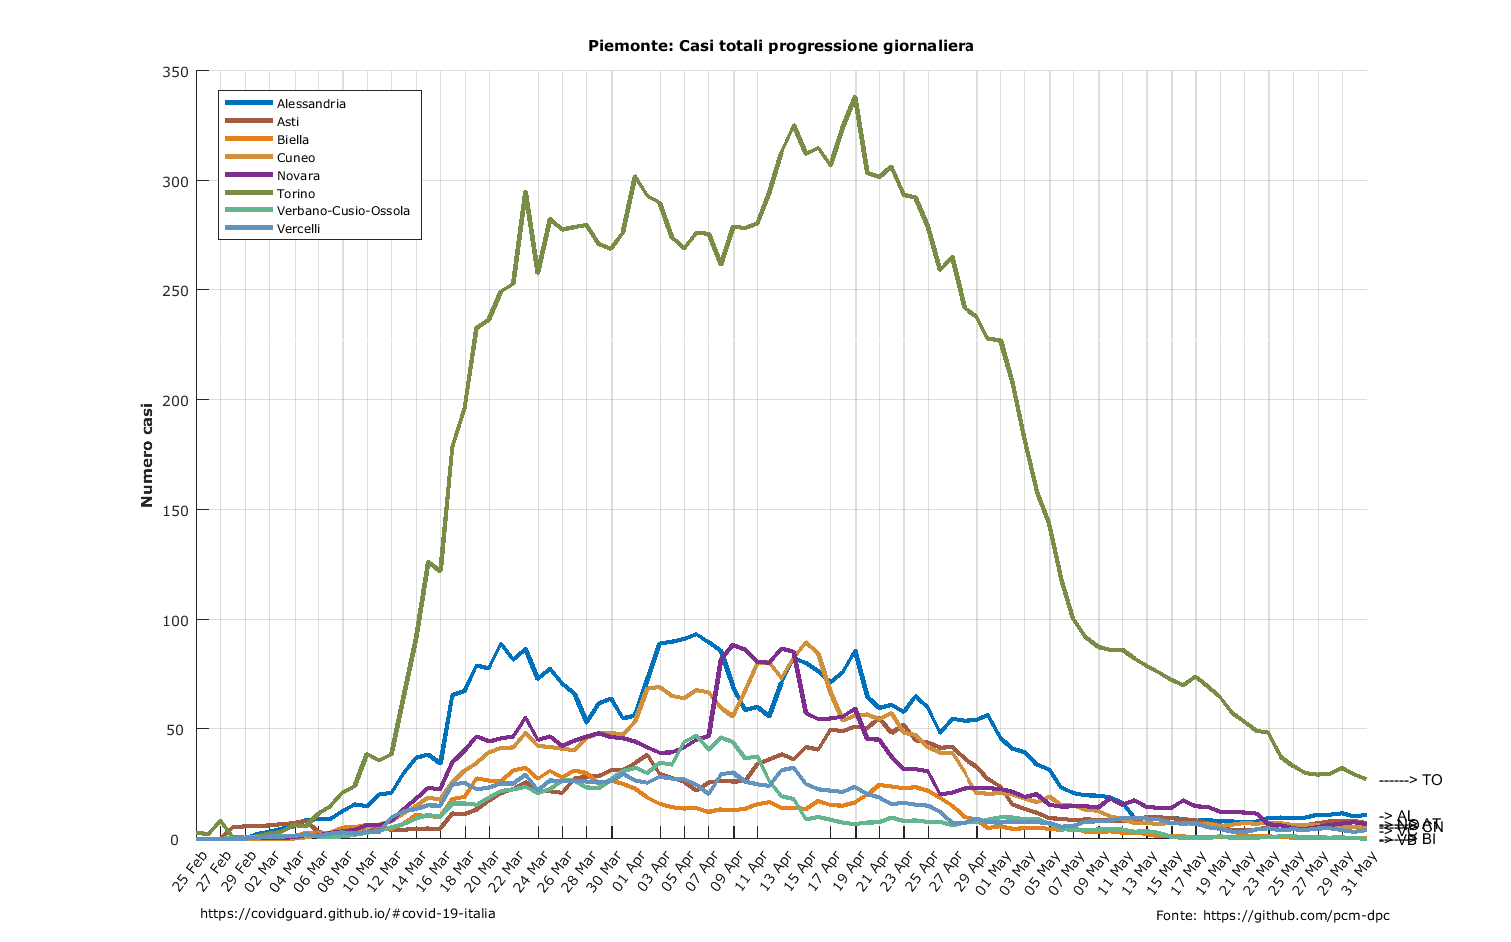 Piemonte: Casi totali progressione giornaliera
350
300
250
200
150
100
50
0
Numero casi
Alessandria
Asti
Biella
Cuneo
Novara
Torino
Verbano-Cusio-Ossola
Vercelli
------> TO
-> AL
25 Feb
27 Feb
29 Feb
02 Mar
04 Mar
06 Mar
08 Mar
10 Mar
12 Mar
14 Mar
16 Mar
18 Mar
20 Mar
22 Mar
24 Mar
26 Mar
28 Mar
30 Mar
01 Apr
03 Apr
05 Apr
07 Apr
09 Apr
11 Apr
13 Apr
15 Apr
17 Apr
19 Apr
21 Apr
23 Apr
25 Apr
27 Apr
29 Apr
01 May
03 May
05 May
07 May
09 May
11 May
13 May
15 May
17 May
19 May
21 May
23 May
25 May
27 May
29 May
31 May
https://covidguard.github.io/#covid-19-italia
Fonte: https://github.com/pcm-dpc